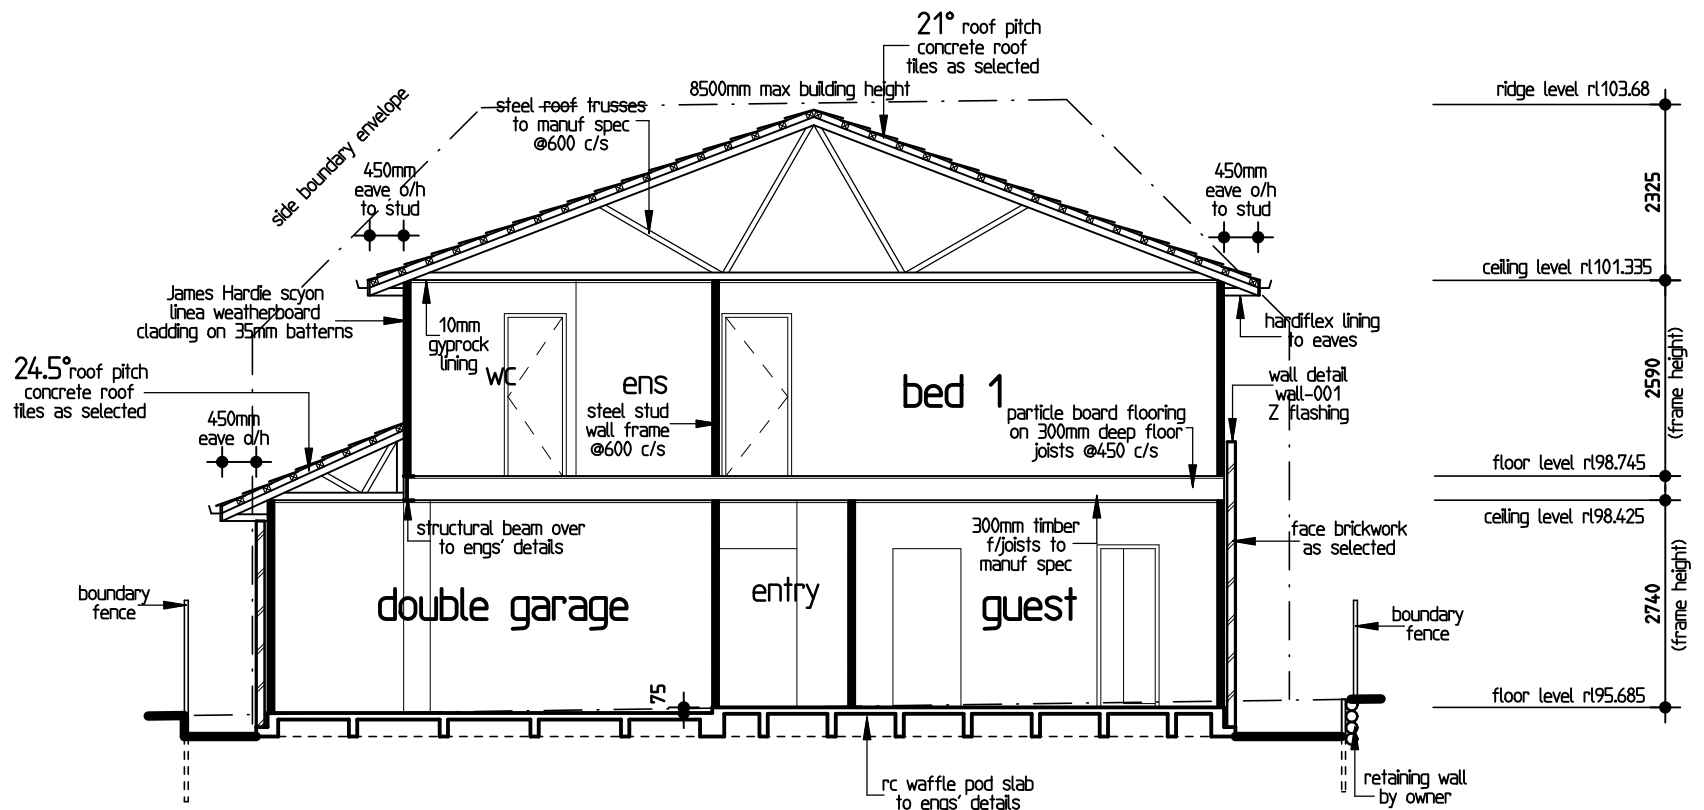 21° roof pitch
concrete roof
tiles as selected
8500mm max building height
side boundary envelope
steel roof trusses
to manuf spec
@600 c/s
450mm
eave o/h
to stud
450mm
eave o/h
to stud
ridge level rl103.68
2325
ceiling level rl101.335
James Hardie scyon
linea weatherboard
cladding on 35mm battens
10mm
gyprock
lining
hardiflex lining
to eaves
2590
(frame height)
24.5° roof pitch
concrete roof
tiles as selected
WC
ens
bed 1
wall detail
wall-001
Z flashing
steel stud
wall frame
@600 c/s
particle board flooring
on 300mm deep floor
joists @450 c/s
450mm
eave o/h
floor level rl98.745
ceiling level rl98.425
structural beam over
to engs' details
300mm timber
f/joists to
manuf spec
face brickwork
as selected
2740
(frame height)
double garage
entry
guest
boundary
fence
boundary
fence
75
floor level rl95.685
rc waffle pod slab
to engs' details
retaining wall
by owner